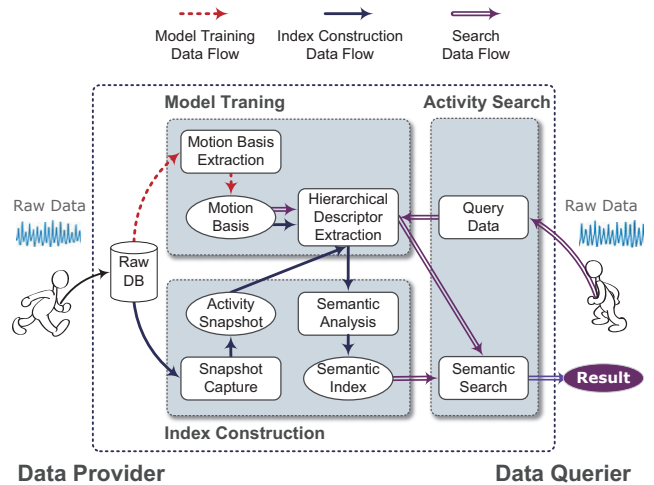 Model Training
Data Flow
Index Construction
Data Flow
Search
Data Flow
Model Traning
Activity Search
Motion Basis
Extraction
Raw Data
Motion
Basis
Hierarchical
Descriptor
Extraction
Query
Data
Raw Data
Raw
DB
Activity
Snapshot
Semantic
Analysis
Snapshot
Capture
Semantic
Index
Semantic
Search
Result
Index Construction
Data Provider
Data Querier